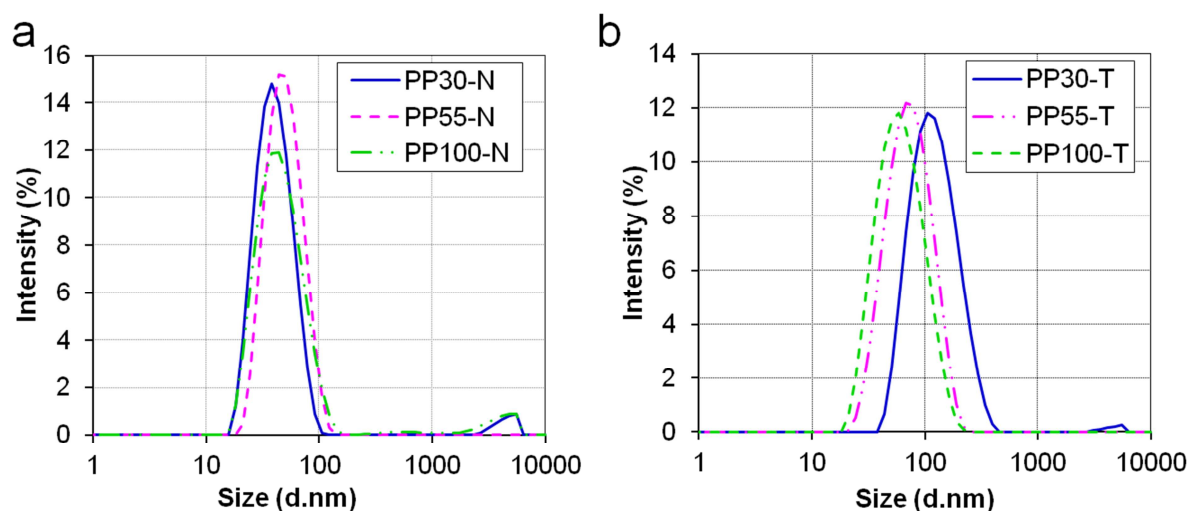 a
16
14
12
10
8
6
4
2
0
Intensity (%)
PP30-N
PP55-N
PP100-N
1
10
100
1000
10000
Size (d.nm)
b
14
12
10
8
6
4
2
0
Intensity (%)
PP30-T
PP55-T
PP100-T
1
10
100
1000
10000
Size (d.nm)